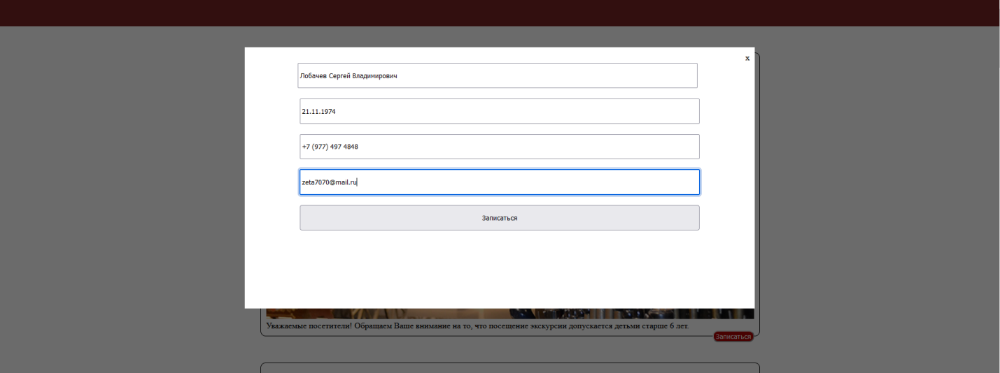 x
Лобачев Сергей Владимирович
21.11.1974
+7 (977) 497 4848
zeta7070@mail.ru
Записаться
Уважаемые посетители! Обращаем Ваше внимание на то, что посещение экскурсии допускается детьми старше 6 лет.
Записаться